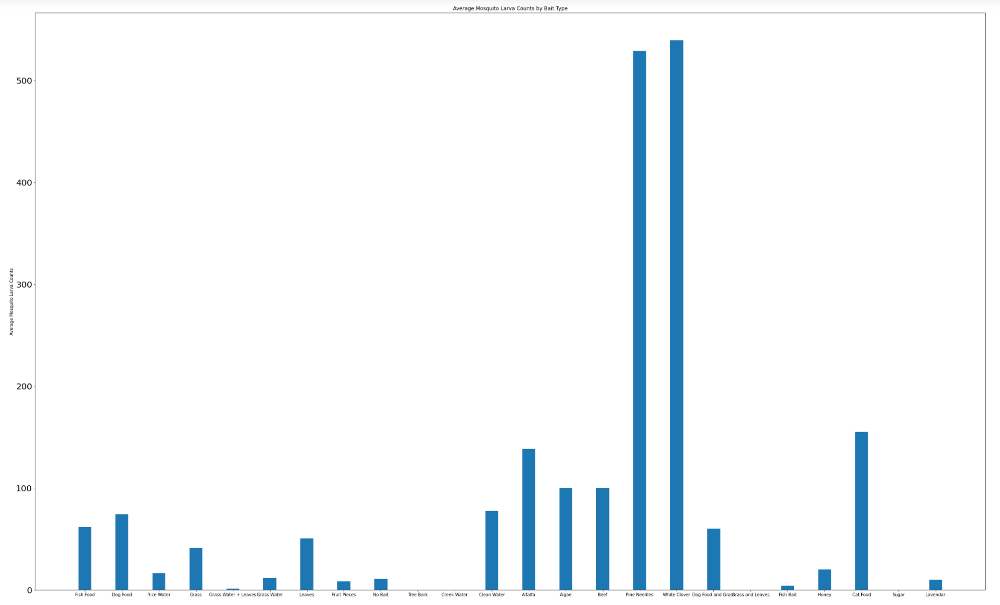 Average Mosquito Larva Counts by Bait Type
Average Mosquito Larva Counts
500
400
300
200
100
0
Fish Food
Dog Food
Rice Water
Grass
Grass Water + Leaves
Grass Water
Leaves
Fruit Pieces
No Bait
Tree Bark
Creek Water
Clean Water
Alfalfa
Algae
Beef
Pine Needles
White Clover
Dog Food and Grass
Grass and Leaves
Fish Bait
Honey
Cat Food
Sugar
Lavendar